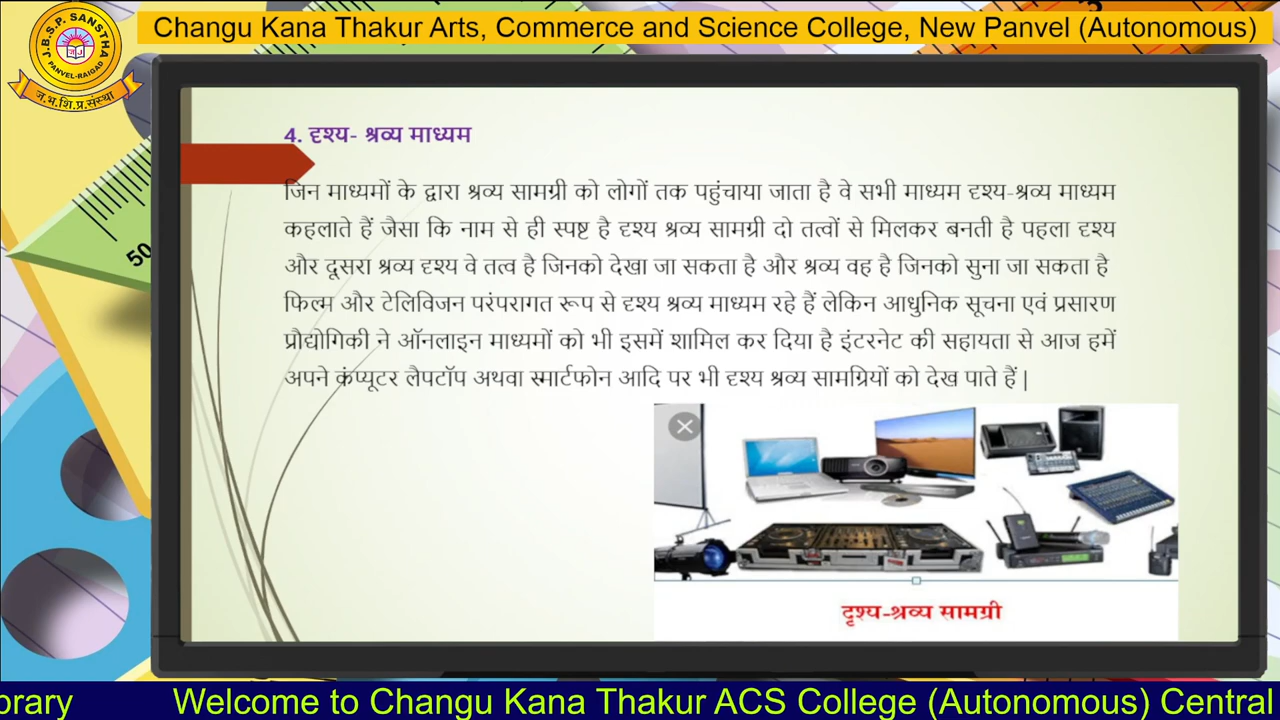 Changu Kana Thakur Arts, Commerce and Science College, New Panvel (Autonomous)
J.B.S.P. SANSTHA
PANVEL-RAIGAD
ज.भ.शि.प्र.संस्था
50
4. दृश्य- श्रव्य माध्यम
जिन माध्यमों के द्वारा श्रव्य सामग्री को लोगों तक पहुंचाया जाता है वे सभी माध्यम दृश्य-श्रव्य माध्यम
कहलाते हैं जैसा कि नाम से ही स्पष्ट है दृश्य श्रव्य सामग्री दो तत्वों से मिलकर बनती है पहला दृश्य
और दूसरा श्रव्य दृश्य वे तत्व है जिनको देखा जा सकता है और श्रव्य वह है जिनको सुना जा सकता है
फिल्म और टेलिविजन परंपरागत रूप से दृश्य श्रव्य माध्यम रहे हैं लेकिन आधुनिक सूचना एवं प्रसारण
प्रौद्योगिकी ने ऑनलाइन माध्यमों को भी इसमें शामिल कर दिया है इंटरनेट की सहायता से आज हमें
अपने कंप्यूटर लैपटॉप अथवा स्मार्टफोन आदि पर भी दृश्य श्रव्य सामग्रियों को देख पाते हैं |
दृश्य-श्रव्य सामग्री
brary Welcome to Changu Kana Thakur ACS College (Autonomous) Central